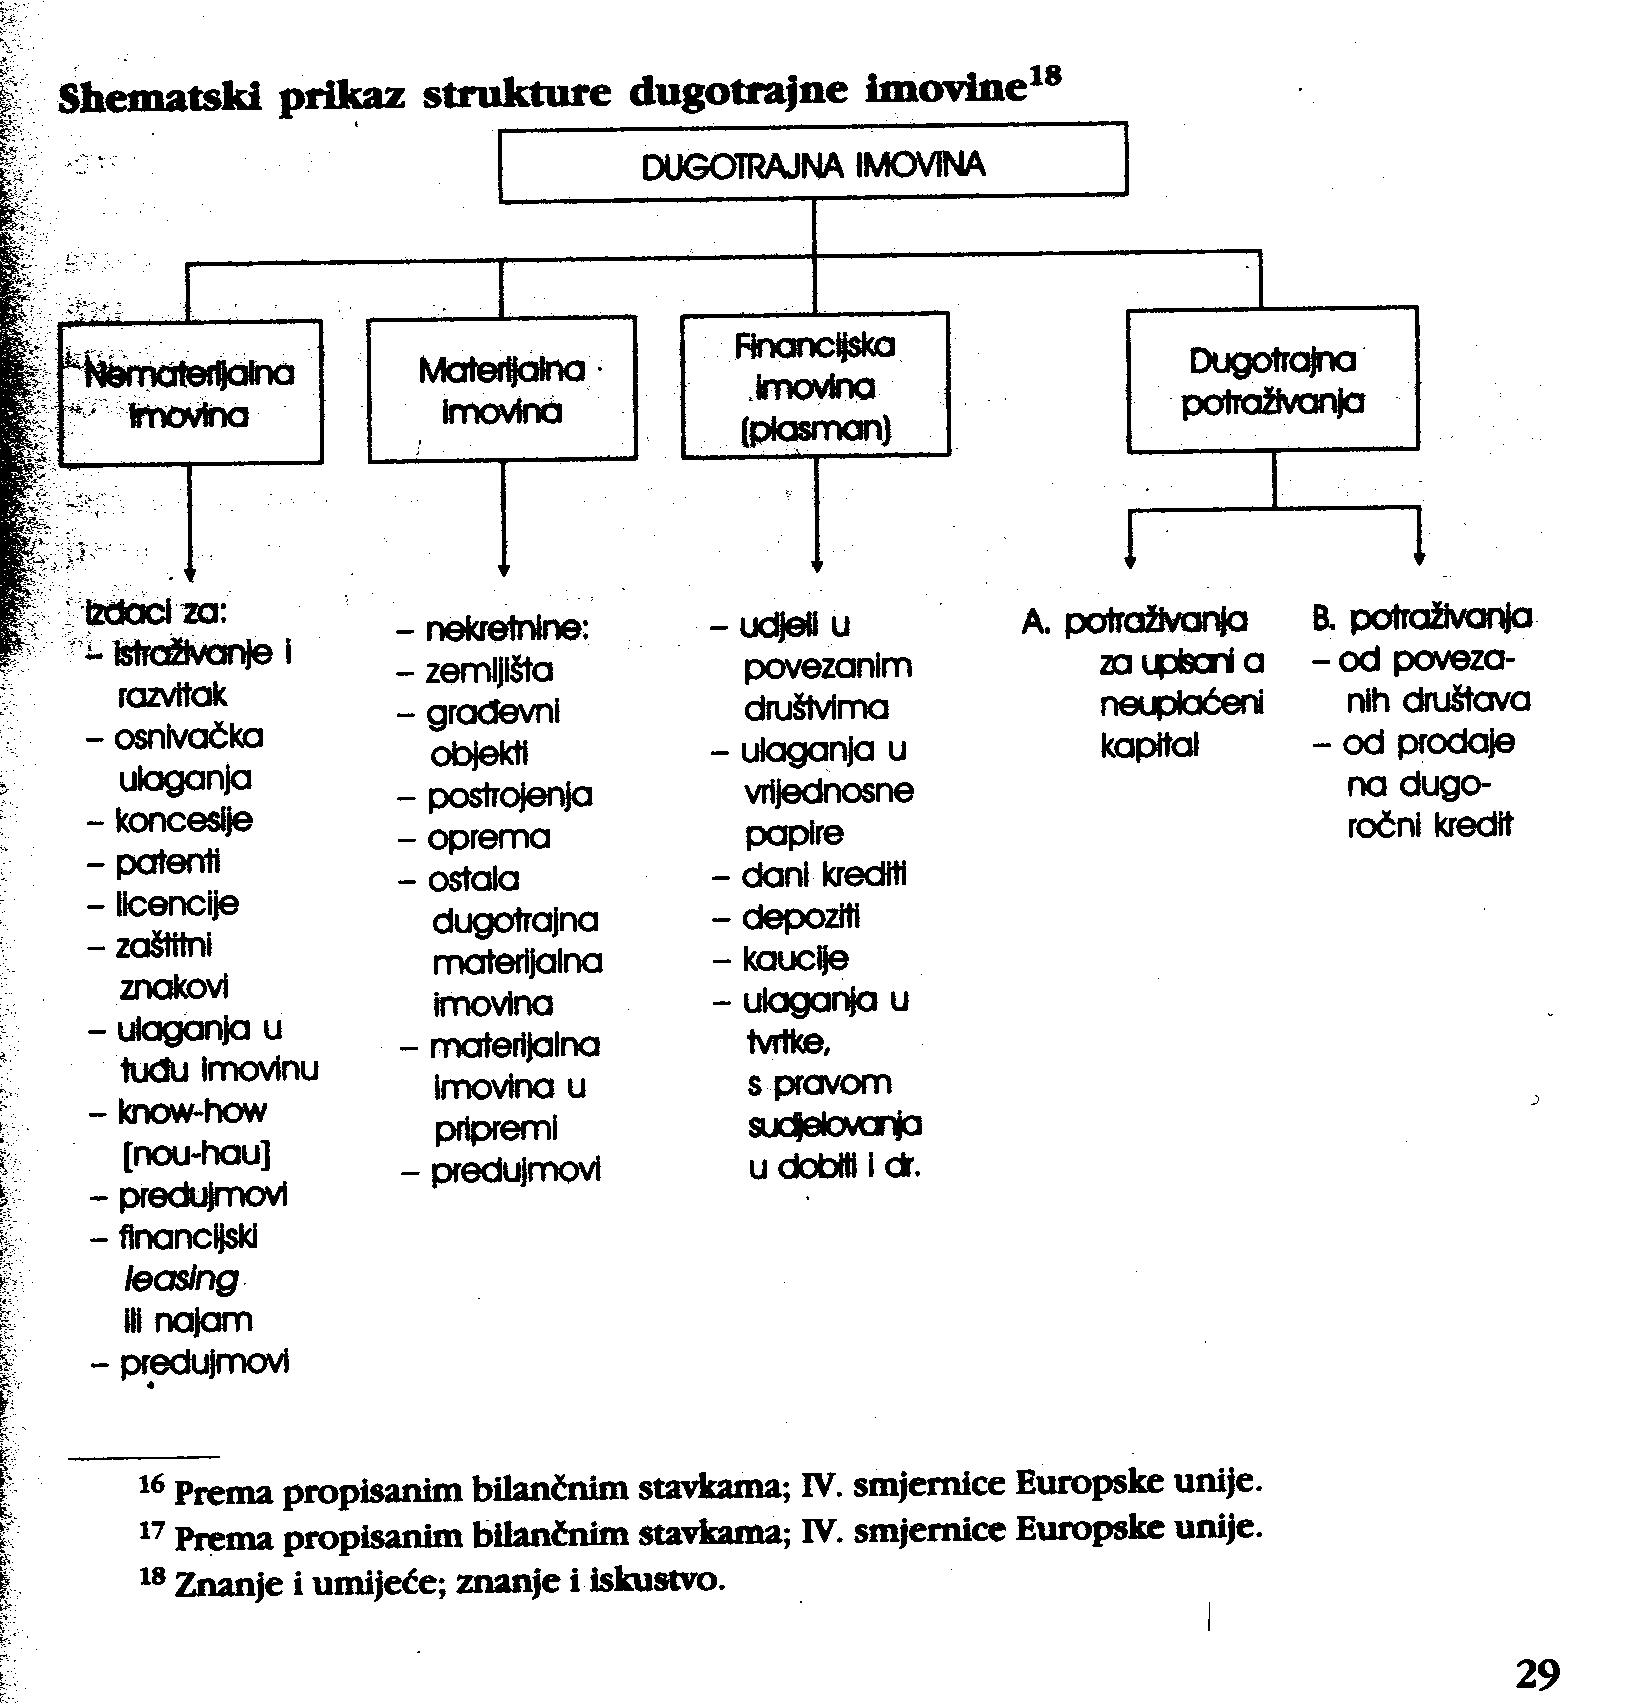 Shematski prikaz strukture dugotrajne imovine¹⁸
DUGOTRAJNA IMOVINA
Nematerijalna
imovina
Materijalna
imovina
Financijska
imovina
(plasman)
Dugotrajna
potraživanja
Izdaci za:
– istraživanje i
razvitak
– osnivačka
ulaganja
– koncesije
– patenti
– licencije
– zaštitni
znakovi
– ulaganja u
tuđu imovinu
– know-how
[nou-hau]
– predujmovi
– financijski
leasing
ili najam
– predujmovi
– nekretnine:
– zemljišta
– građevni
objekti
– postrojenja
– oprema
– ostala
dugotrajna
materijalna
imovina
– materijalna
imovina u
pripremi
– predujmovi
– udjeli u
povezanim
društvima
– ulaganja u
vrijednosne
papire
– dani krediti
– depoziti
– kaucije
– ulaganja u
tvrtke,
s pravom
sudjelovanja
u dobiti i dr.
A. potraživanja
za upisani a
neuplaćeni
kapital
B. potraživanja
– od poveza-
nih društava
– od prodaje
na dugo-
ročni kredit
¹⁶ Prema propisanim bilančnim stavkama; IV. smjernice Europske unije.
¹⁷ Prema propisanim bilančnim stavkama; IV. smjernice Europske unije.
¹⁸ Znanje i umijeće; znanje i iskustvo.
29